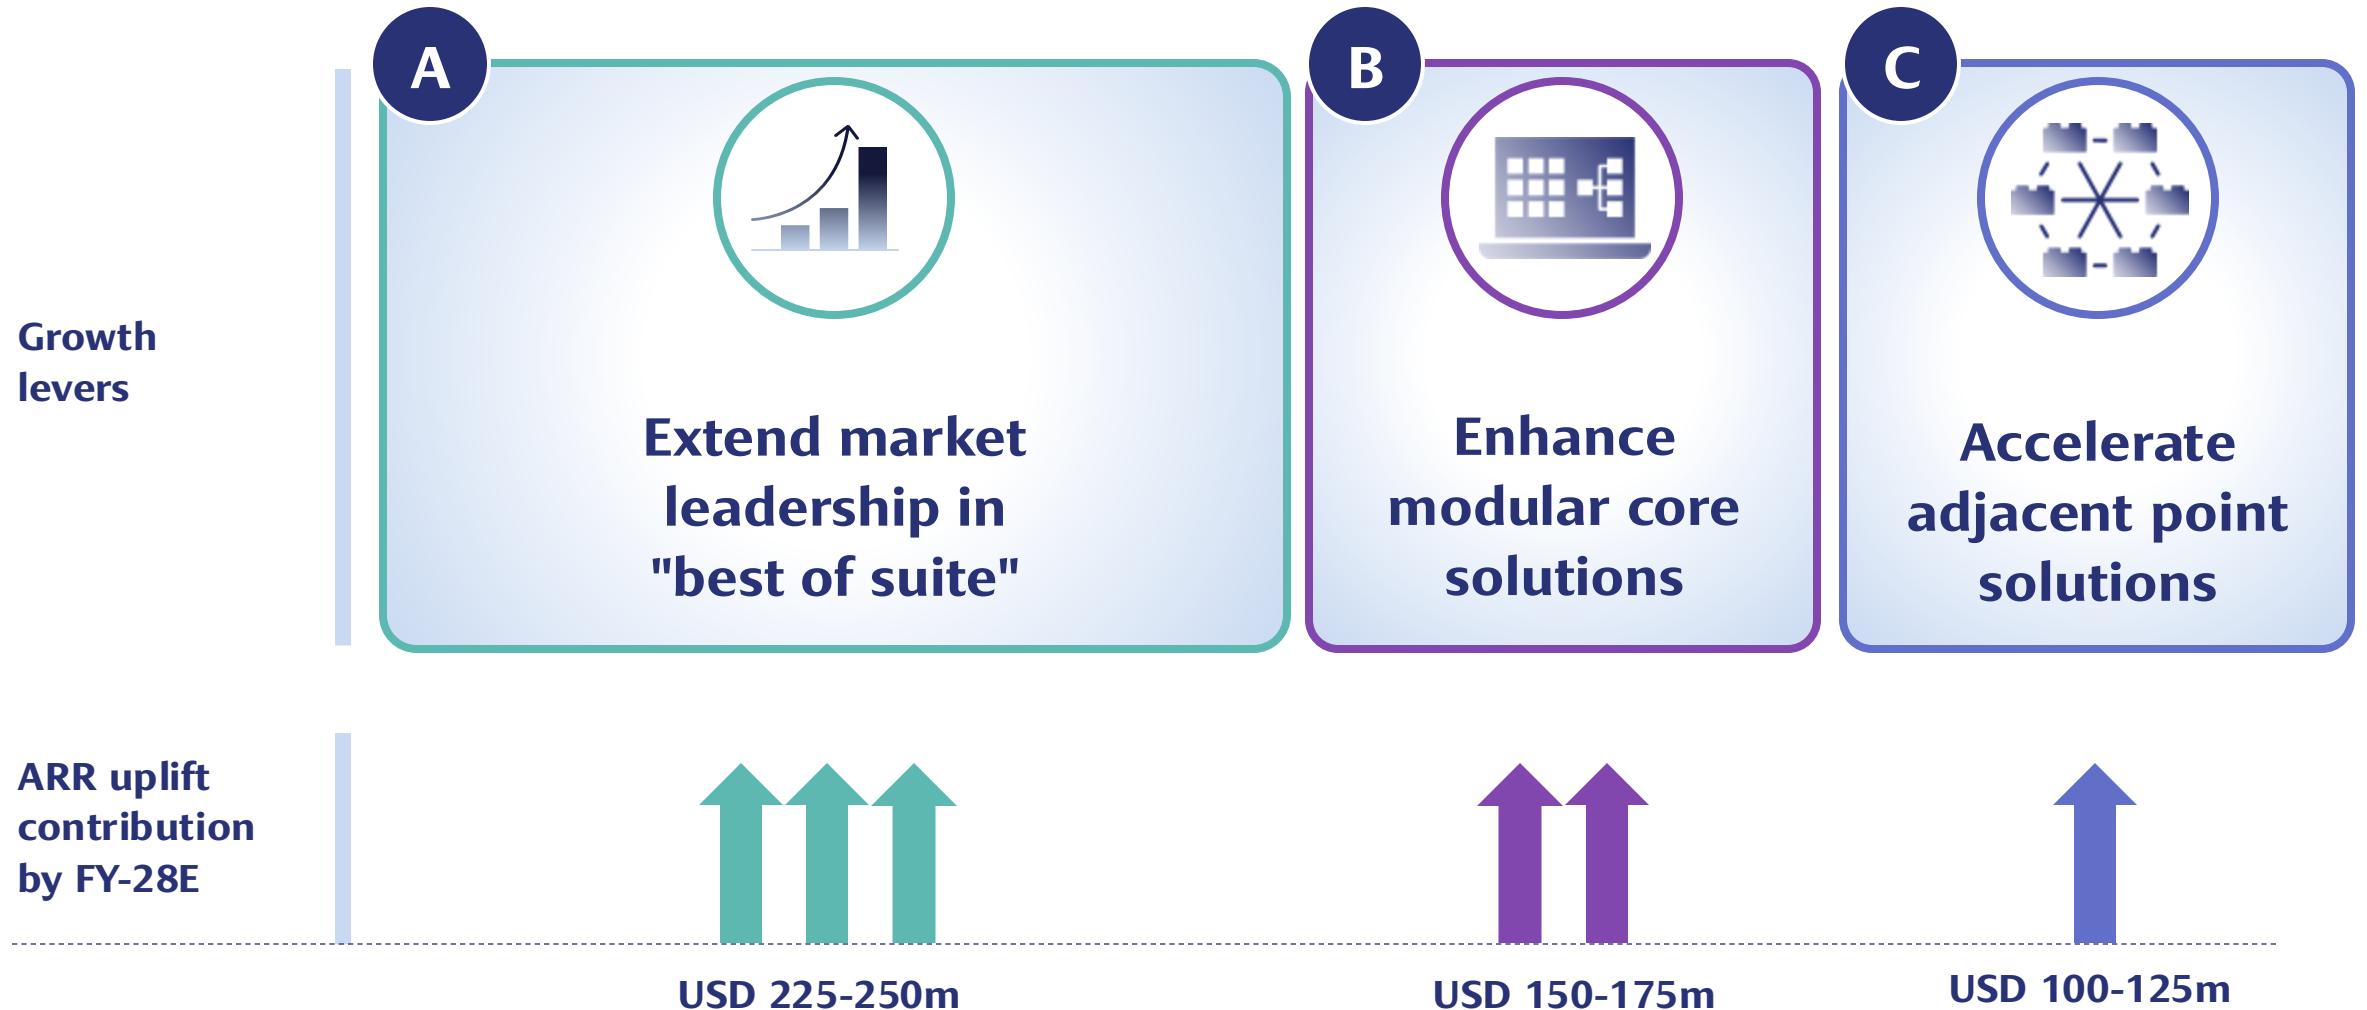 A
B
C
Growth
levers
Extend market
leadership in
"best of suite"
Enhance
modular core
solutions
Accelerate
adjacent point
solutions
ARR uplift
contribution
by FY-28E
USD 225-250m
USD 150-175m
USD 100-125m